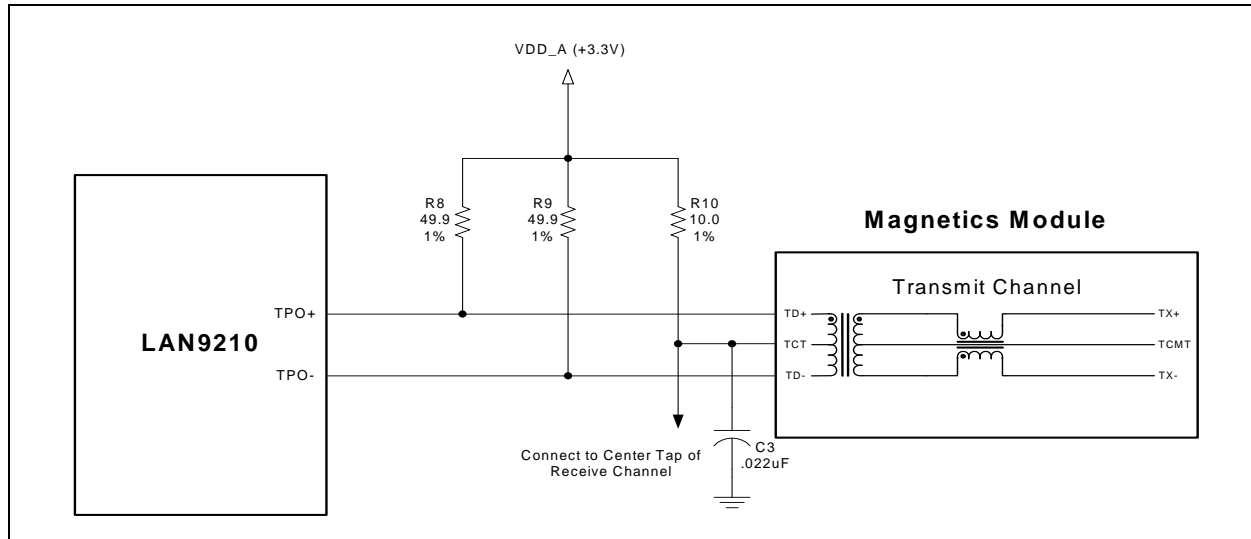 VDD_A (+3.3V)
R8
49.9
1%
R9
49.9
1%
R10
10.0
1%
Magnetics Module
Transmit Channel
LAN9210
TPO+
TPO-
TD+
TCT
TD-
TX+
TCMT
TX-
Connect to Center Tap of
Receive Channel
C3
.022uF